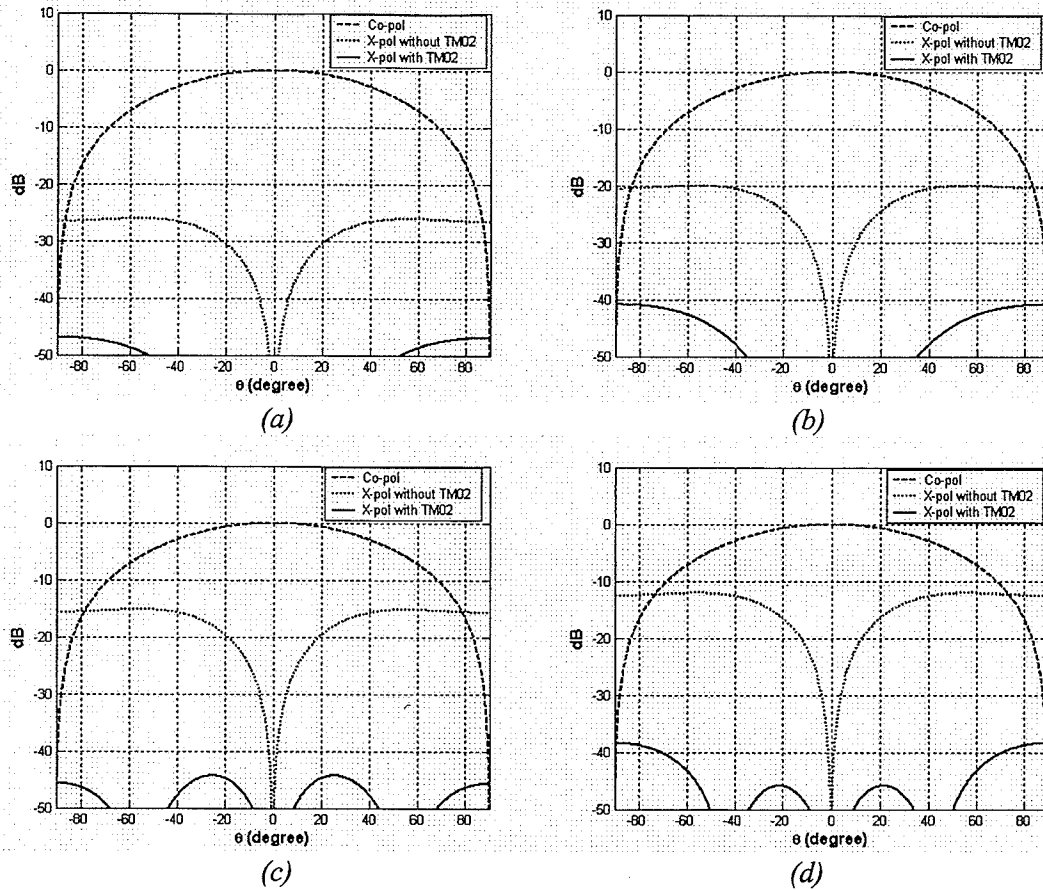 10
0
-10
-20
-30
-40
-50
dB
Co-pol
X-pol without TM02
X-pol with TM02
-80 -60 -40 -20 0 20 40 60 80
θ (degree)
(a)
10
0
-10
-20
-30
-40
-50
dB
Co-pol
X-pol without TM02
X-pol with TM02
-80 -60 -40 -20 0 20 40 60 80
θ (degree)
(b)
10
0
-10
-20
-30
-40
-50
dB
Co-pol
X-pol without TM02
X-pol with TM02
-80 -60 -40 -20 0 20 40 60 80
θ (degree)
(c)
10
0
-10
-20
-30
-40
-50
dB
Co-pol
X-pol without TM02
X-pol with TM02
-80 -60 -40 -20 0 20 40 60 80
θ (degree)
(d)